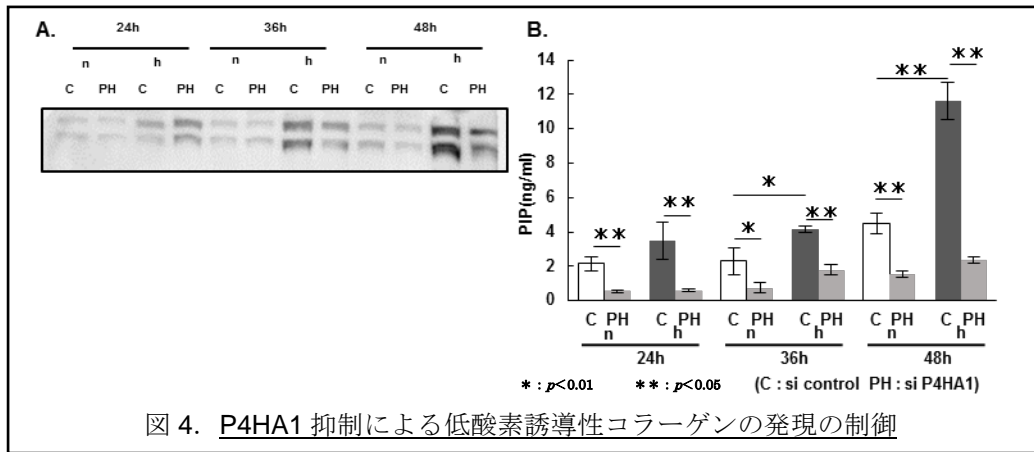 A.
24h 36h 48h
n h n h n h
C PH C PH C PH C PH C PH C PH
B.
14
12
10
8
6
4
2
0
PIP(ng/ml)
** ** * * ** ** ** **
C PH C PH C PH C PH C PH C PH
n h n h n h
24h 36h 48h
* : p<0.01 ** : p<0.05 (C : si control PH : si P4HA1)
図 4. P4HA1 抑制による低酸素誘導性コラーゲンの発現の制御